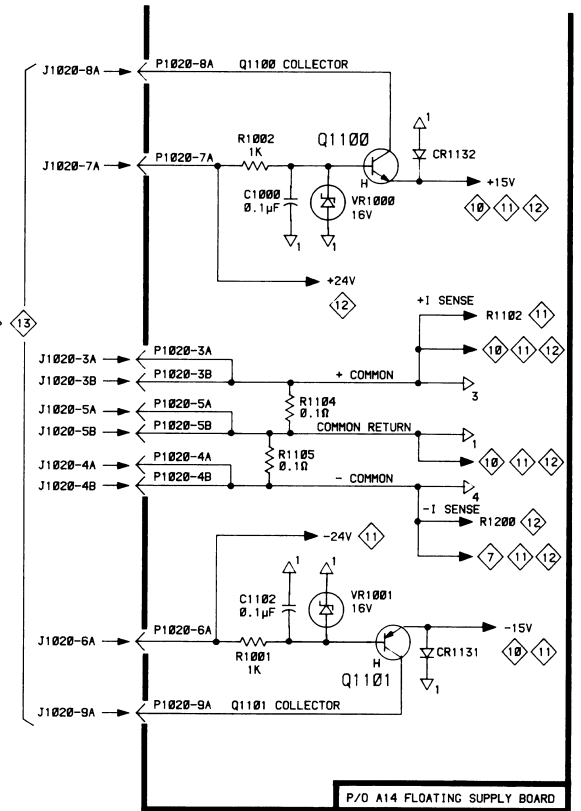 J1020-8A
P1020-8A Q1100 COLLECTOR
1
R1002
1K
Q1100
CR1132
J1020-7A
P1020-7A
H
+15V
C1000
0.1µF
VR1000
16V
10 11 12
1 1
+24V
12
13
+I SENSE
R1102 11
J1020-3A
P1020-3A
10 11 12
J1020-3B
P1020-3B
+ COMMON
3
R1104
0.1Ω
J1020-5A
P1020-5A
J1020-5B
P1020-5B
COMMON RETURN
1
R1105
0.1Ω
10 11 12
J1020-4A
P1020-4A
J1020-4B
P1020-4B
- COMMON
4
-I SENSE
R1200 12
-24V 11
7 11 12
1 1
C1102
0.1µF
VR1001
16V
J1020-6A
P1020-6A
-15V
R1001
1K
H
CR1131
10 11
Q1101
1
J1020-9A
P1020-9A Q1101 COLLECTOR
P/O A14 FLOATING SUPPLY BOARD